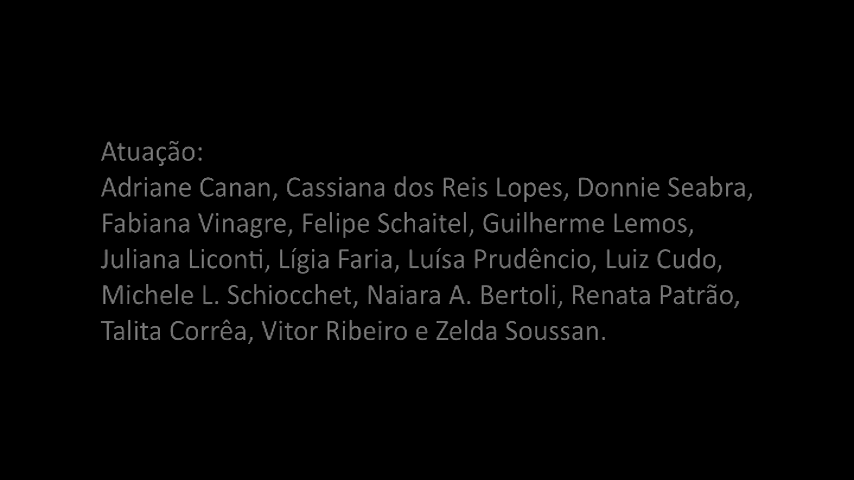 Atuação:
Adriane Canan, Cassiana dos Reis Lopes, Donnie Seabra,
Fabiana Vinagre, Felipe Schaitel, Guilherme Lemos,
Juliana Liconti, Lígia Faria, Luísa Prudêncio, Luiz Cudo,
Michele L. Schiocchet, Naiara A. Bertoli, Renata Patrão,
Talita Corrêa, Vitor Ribeiro e Zelda Soussan.